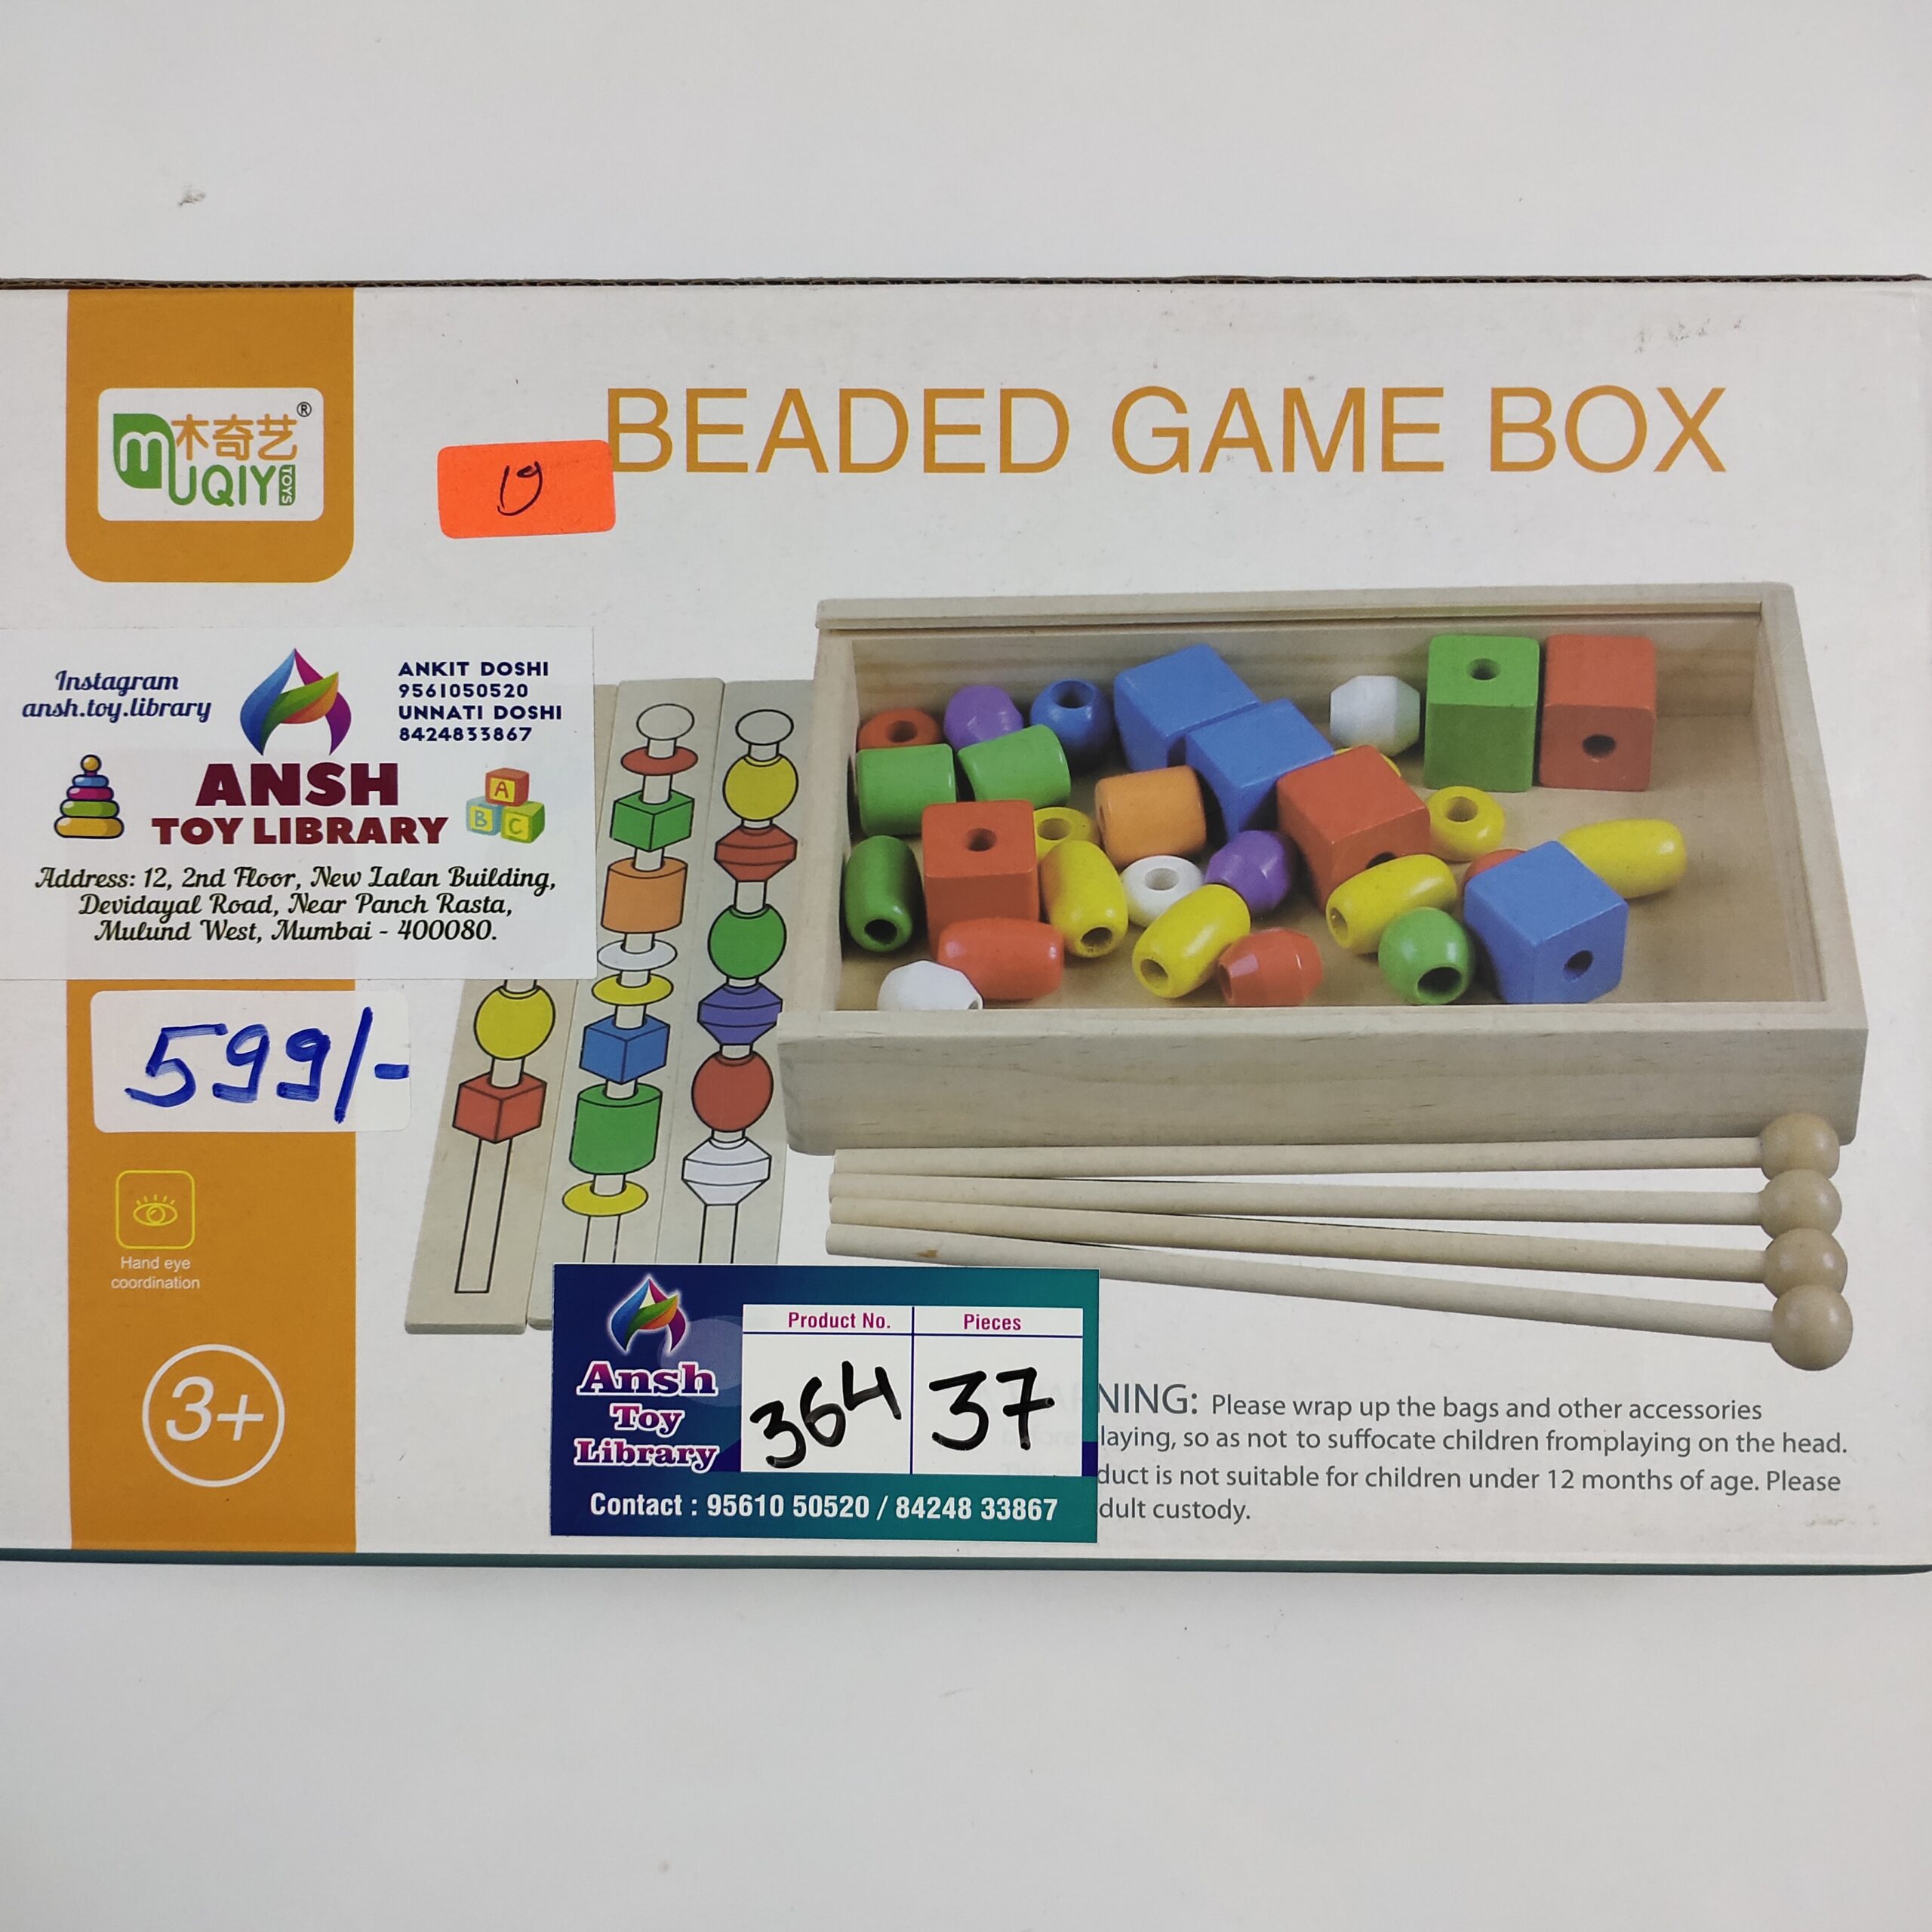 木奇艺®
MUQIYI TOYS
BEADED GAME BOX
19
Instagram
ansh.toy.library
ANKIT DOSHI
9561050520
UNNATI DOSHI
8424833867
ANSH
TOY LIBRARY
A
B C
Address: 12, 2nd Floor, New Lalan Building,
Devidayal Road, Near Panch Rasta,
Mulund West, Mumbai - 400080.
599/-
Hand eye
coordination
3+
Ansh
Toy
Library
Product No.
Pieces
364
37
Contact : 95610 50520 / 84248 33867
NING: Please wrap up the bags and other accessories
laying, so as not to suffocate children fromplaying on the head.
duct is not suitable for children under 12 months of age. Please
dult custody.